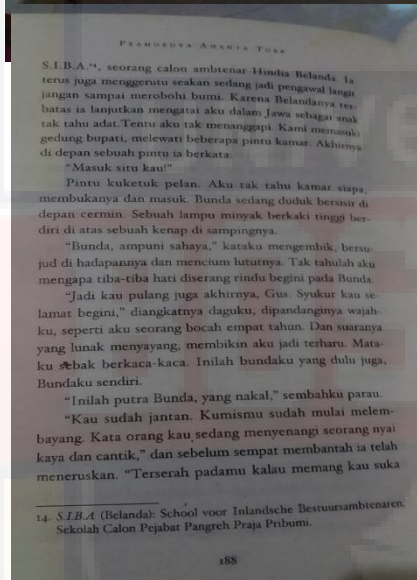 PRAMOEDYA ANANTA TOER
S.I.B.A.¹⁴, seorang calon ambtenar Hindia Belanda. Ia
terus juga menggerutu seakan sedang jadi pengawal langit
jangan sampai merobohi bumi. Karena Belandanya ter-
batas ia lanjutkan mengatai aku dalam Jawa sebagai anak
tak tahu adat. Tentu aku tak menanggapi. Kami memasuki
gedung bupati, melewati beberapa pintu kamar. Akhirnya
di depan sebuah pintu ia berkata:
"Masuk situ kau!"
Pintu kuketuk pelan. Aku tak tahu kamar siapa,
membukanya dan masuk. Bunda sedang duduk bersisir di
depan cermin. Sebuah lampu minyak berkaki tinggi ber-
diri di atas sebuah kenap di sampingnya.
"Bunda, ampuni sahaya," kataku mengembik, bersu-
jud di hadapannya dan mencium lututnya. Tak tahulah aku
mengapa tiba-tiba hati diserang rindu begini pada Bunda.
"Jadi kau pulang juga akhirnya, Gus. Syukur kau se-
lamat begini," diangkatnya daguku, dipandanginya wajah-
ku, seperti aku seorang bocah empat tahun. Dan suaranya
yang lunak menyayang, membikin aku jadi terharu. Mata-
ku sebak berkaca-kaca. Inilah bundaku yang dulu juga,
Bundaku sendiri.
"Inilah putra Bunda, yang nakal," sembahku parau.
"Kau sudah jantan. Kumismu sudah mulai melem-
bayang. Kata orang kau sedang menyenangi seorang nyai
kaya dan cantik," dan sebelum sempat membantah ia telah
meneruskan. "Terserah padamu kalau memang kau suka
14. S.I.B.A (Belanda): School voor Inlandsche Bestuursambtenaren.
Sekolah Calon Pejabat Pangreh Praja Pribumi.
188